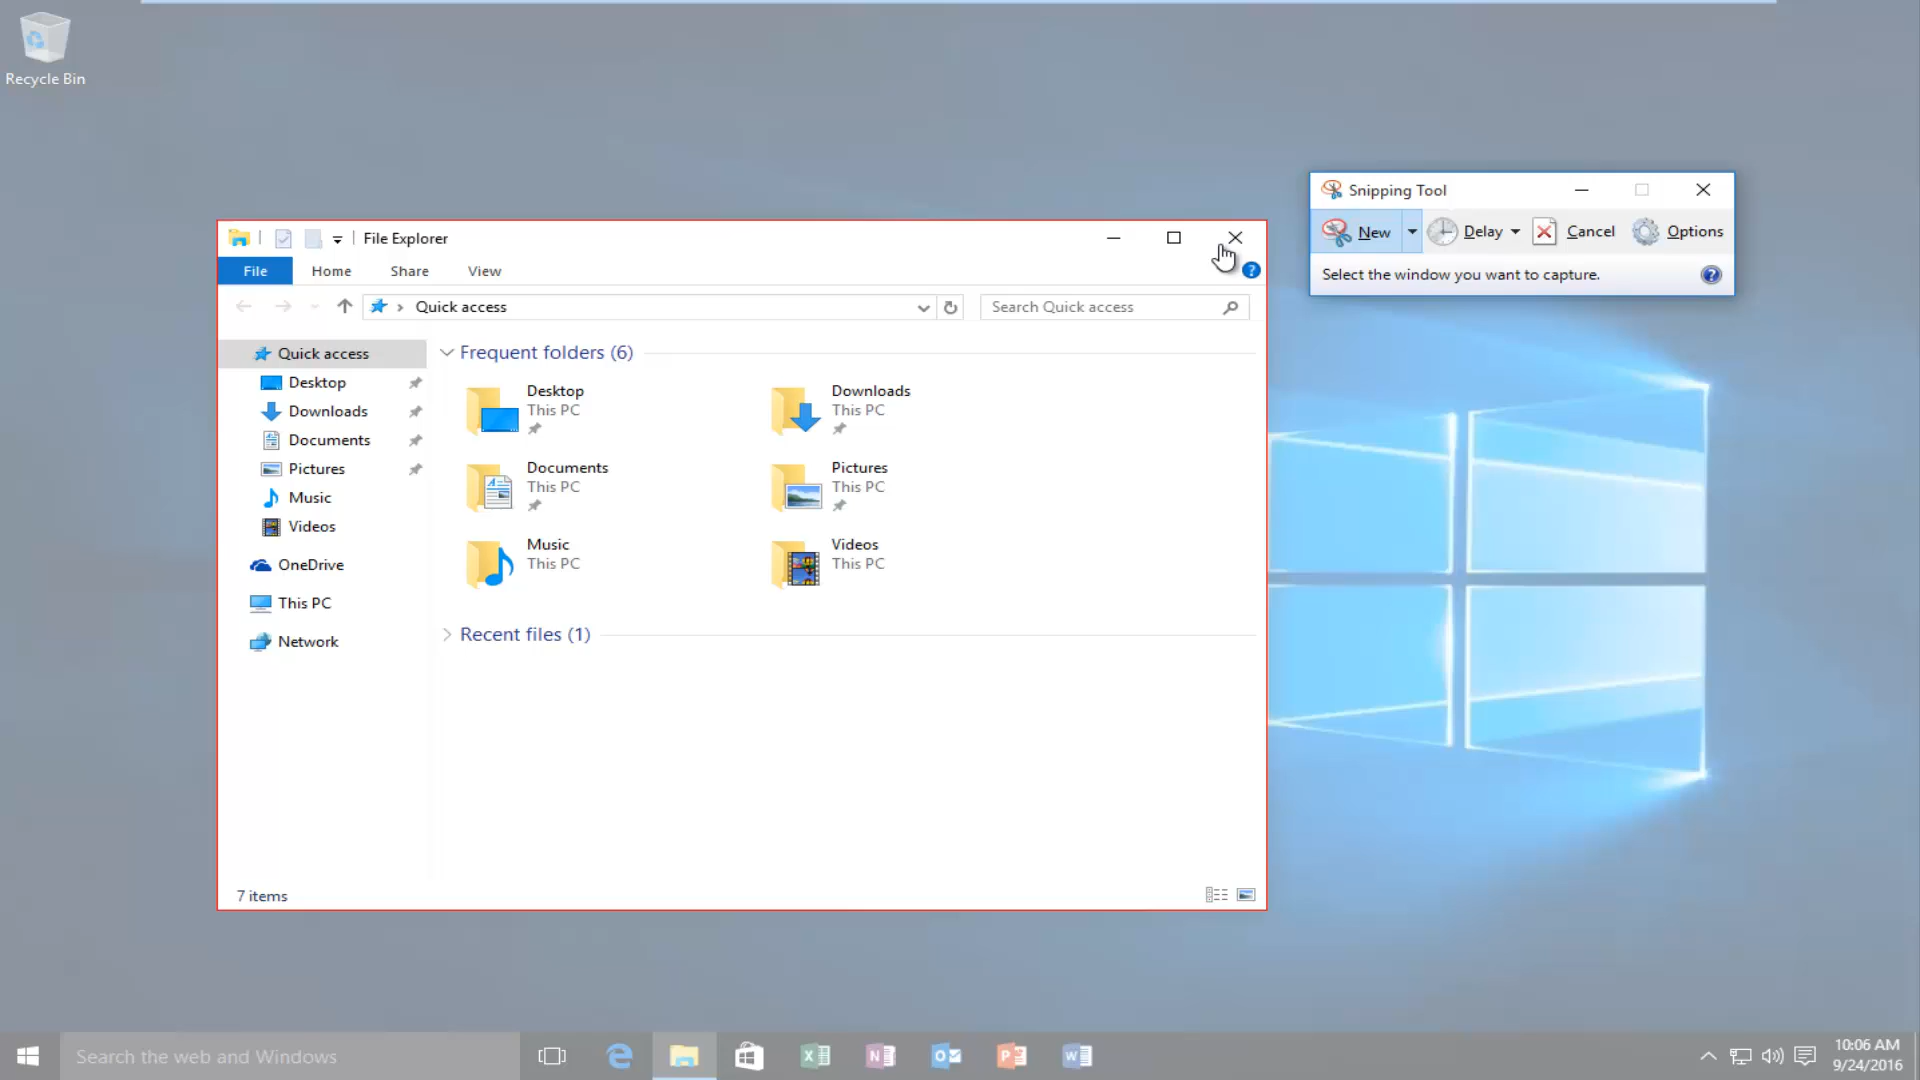 Recycle Bin
Snipping Tool
New
Delay
Cancel
Options
Select the window you want to capture.
File Explorer
File
Home
Share
View
Quick access
Search Quick access
Quick access
Desktop
Downloads
Documents
Pictures
Music
Videos
OneDrive
This PC
Network
Frequent folders (6)
Desktop
This PC
Downloads
This PC
Documents
This PC
Pictures
This PC
Music
This PC
Videos
This PC
Recent files (1)
7 items
Search the web and Windows
10:06 AM
9/24/2016